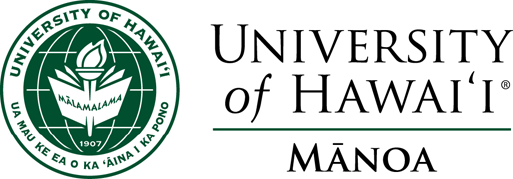 UNIVERSITY OF HAWAIʻI
MĀLAMALAMA
1907
UA MAU KE EA O KA ʻĀINA I KA PONO
UNIVERSITY
of HAWAIʻI®
MĀNOA